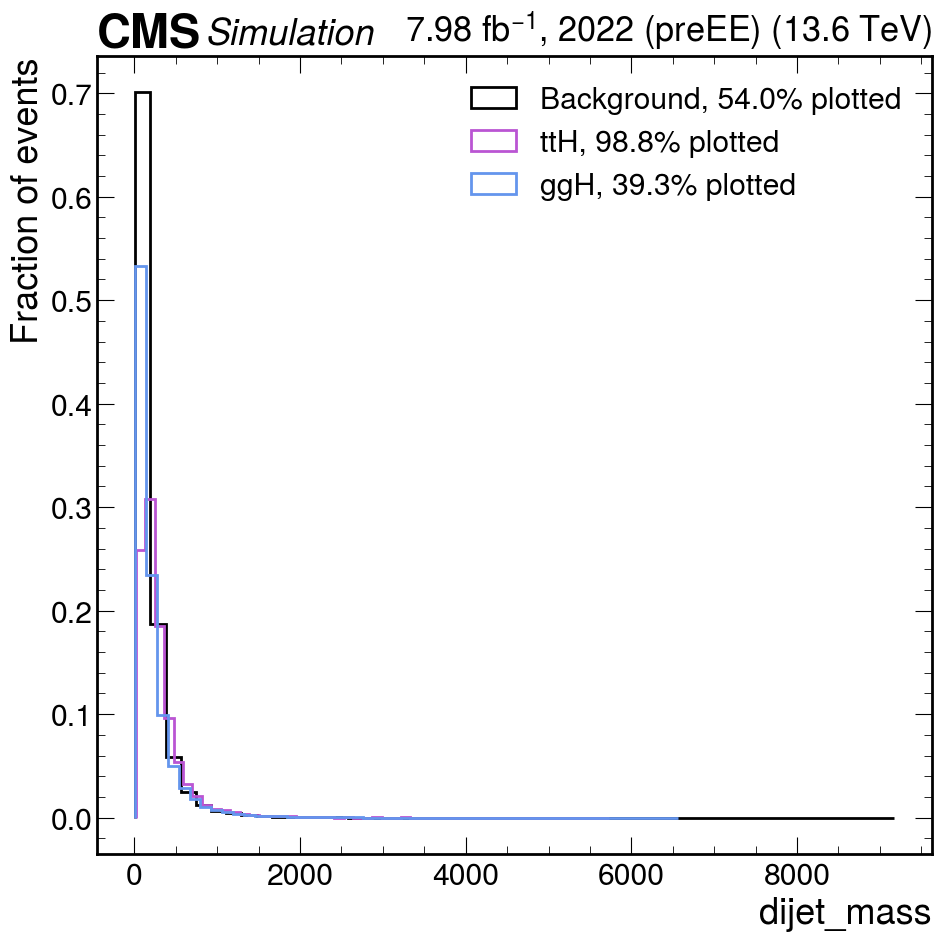 CMS Simulation 7.98 fb⁻¹, 2022 (preEE) (13.6 TeV)
Fraction of events
0.7
0.6
0.5
0.4
0.3
0.2
0.1
0.0
Background, 54.0% plotted
ttH, 98.8% plotted
ggH, 39.3% plotted
0 2000 4000 6000 8000
dijet_mass